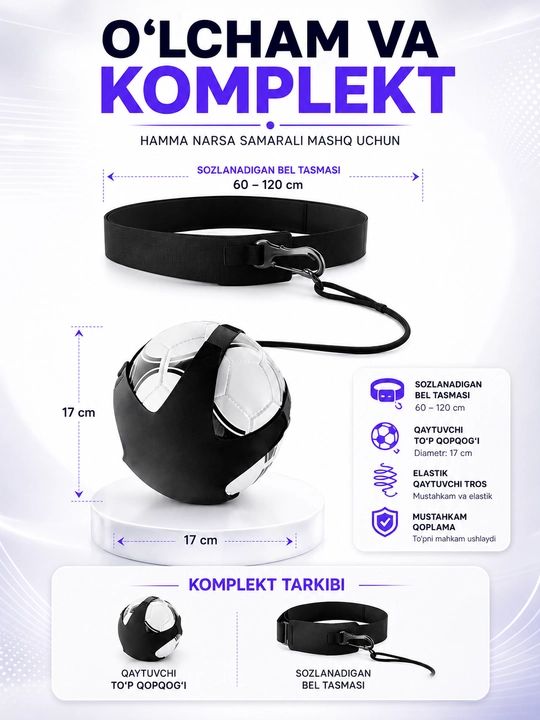 OʻLCHAM VA
KOMPLEKT
HAMMA NARSA SAMARALI MASHQ UCHUN
SOZLANADIGAN BEL TASMASI
60 – 120 cm
17 cm
17 cm
SOZLANADIGAN
BEL TASMASI
60 – 120 cm
QAYTUVCHI
TO'P QOPQOG'I
Diametr: 17 cm
ELASTIK
QAYTUVCHI TROS
Mustahkam va elastik
MUSTAHKAM
QOPLAMA
To'pni mahkam ushlaydi
KOMPLEKT TARKIBI
QAYTUVCHI
TO'P QOPQOG'I
SOZLANADIGAN
BEL TASMASI